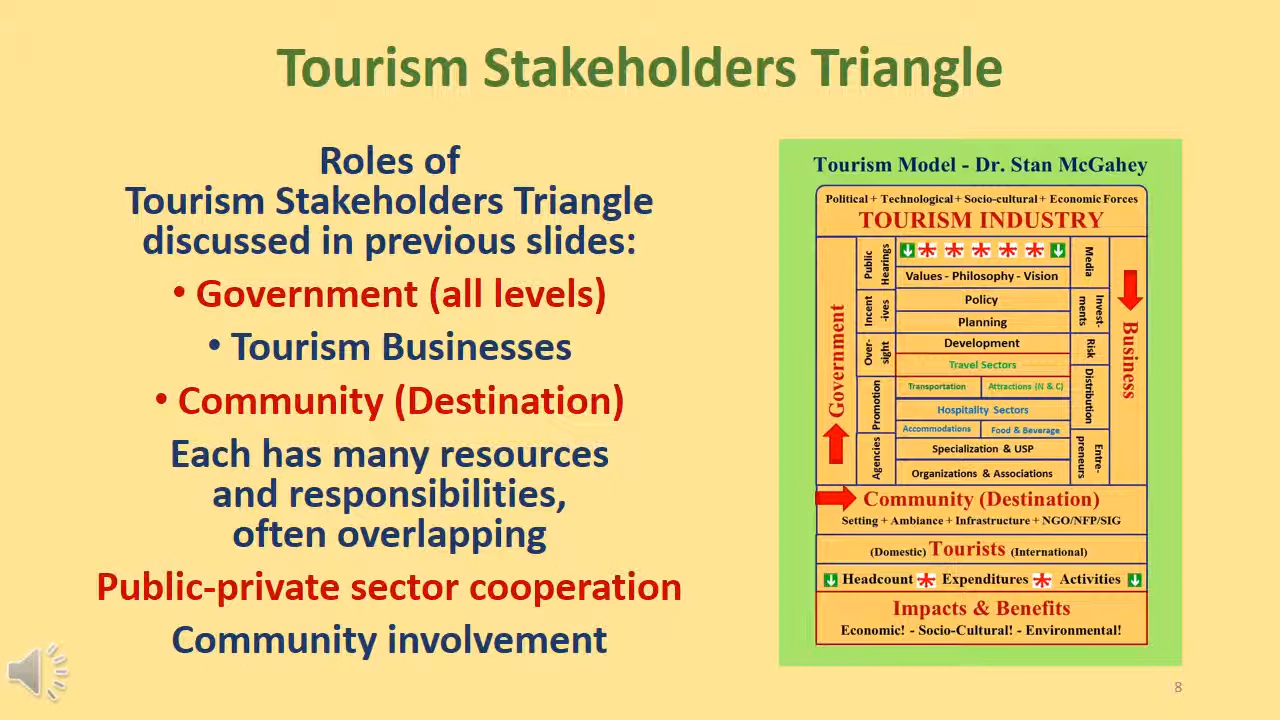 Tourism Stakeholders Triangle
Roles of
Tourism Stakeholders Triangle
discussed in previous slides:
• Government (all levels)
• Tourism Businesses
• Community (Destination)
Each has many resources
and responsibilities,
often overlapping
Public-private sector cooperation
Community involvement
Tourism Model - Dr. Stan McGahey
Political + Technological + Socio-cultural + Economic Forces
TOURISM INDUSTRY
Government
Public
Hearings
Incent
-ives
Over-
sight
Promotion
Agencies
Values - Philosophy - Vision
Policy
Planning
Development
Travel Sectors
Transportation
Attractions (N & C)
Hospitality Sectors
Accommodations
Food & Beverage
Specialization & USP
Organizations & Associations
Media
Invest-
ments
Risk
Distribution
Entre-
preneurs
Business
Community (Destination)
Setting + Ambiance + Infrastructure + NGO/NFP/SIG
(Domestic) Tourists (International)
Headcount Expenditures Activities
Impacts & Benefits
Economic! - Socio-Cultural! - Environmental!
8